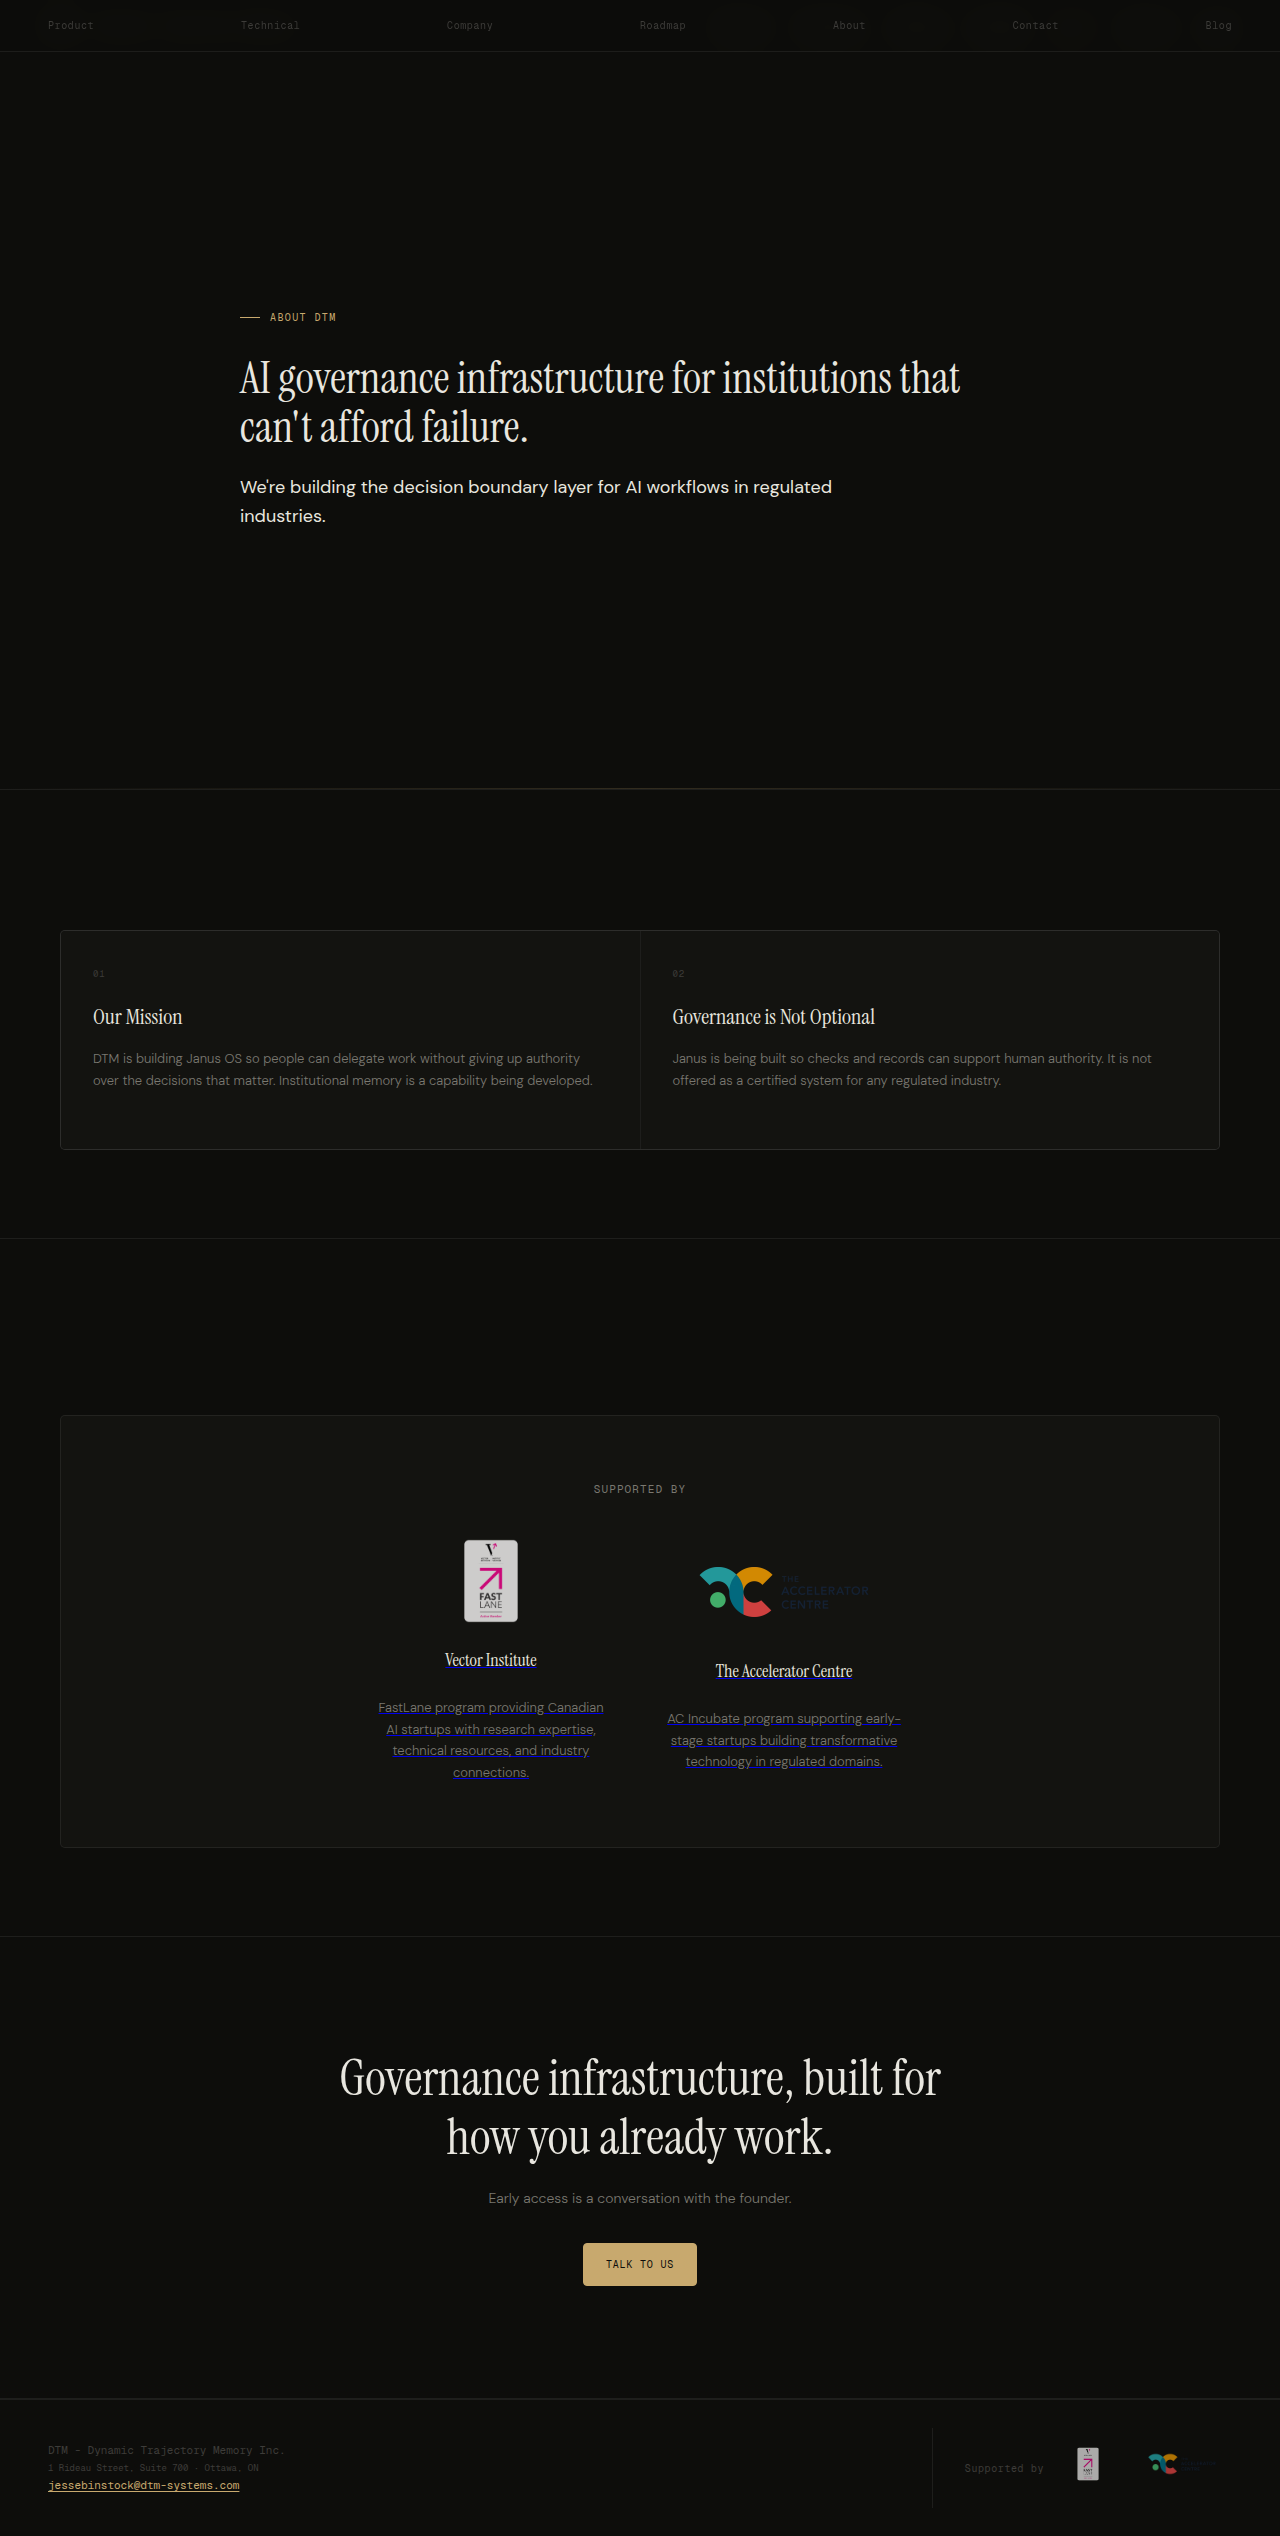 Product Technical Company Roadmap About Contact Blog
ABOUT DTM
AI governance infrastructure for institutions that
can't afford failure.
We're building the decision boundary layer for AI workflows in regulated
industries.
01
Our Mission
DTM is building Janus OS so people can delegate work without giving up authority
over the decisions that matter. Institutional memory is a capability being developed.
02
Governance is Not Optional
Janus is being built so checks and records can support human authority. It is not
offered as a certified system for any regulated industry.
SUPPORTED BY
FAST
LANE
Vector Institute
FastLane program providing Canadian
AI startups with research expertise,
technical resources, and industry
connections.
THE
ACCELERATOR
CENTRE
The Accelerator Centre
AC Incubate program supporting early-
stage startups building transformative
technology in regulated domains.
Governance infrastructure, built for
how you already work.
Early access is a conversation with the founder.
TALK TO US
DTM - Dynamic Trajectory Memory Inc.
1 Rideau Street, Suite 700 · Ottawa, ON
jessebinstock@dtm-systems.com
Supported by